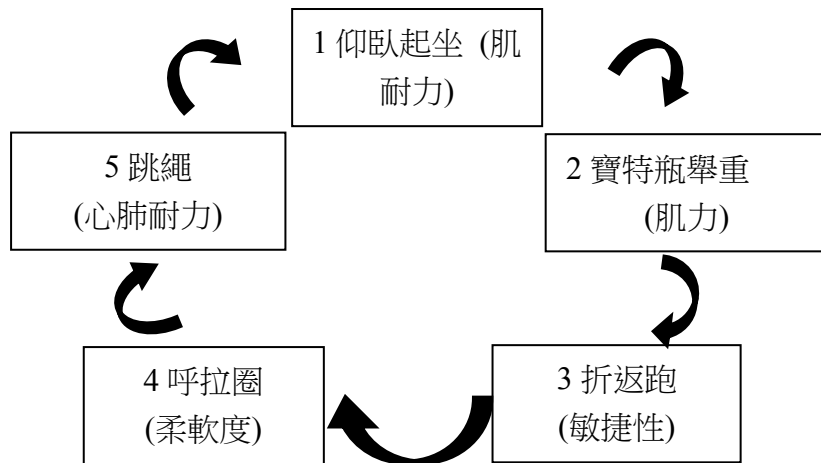 1 仰臥起坐 (肌
耐力)
2 寶特瓶舉重
(肌力)
3 折返跑
(敏捷性)
4 呼拉圈
(柔軟度)
5 跳繩
(心肺耐力)